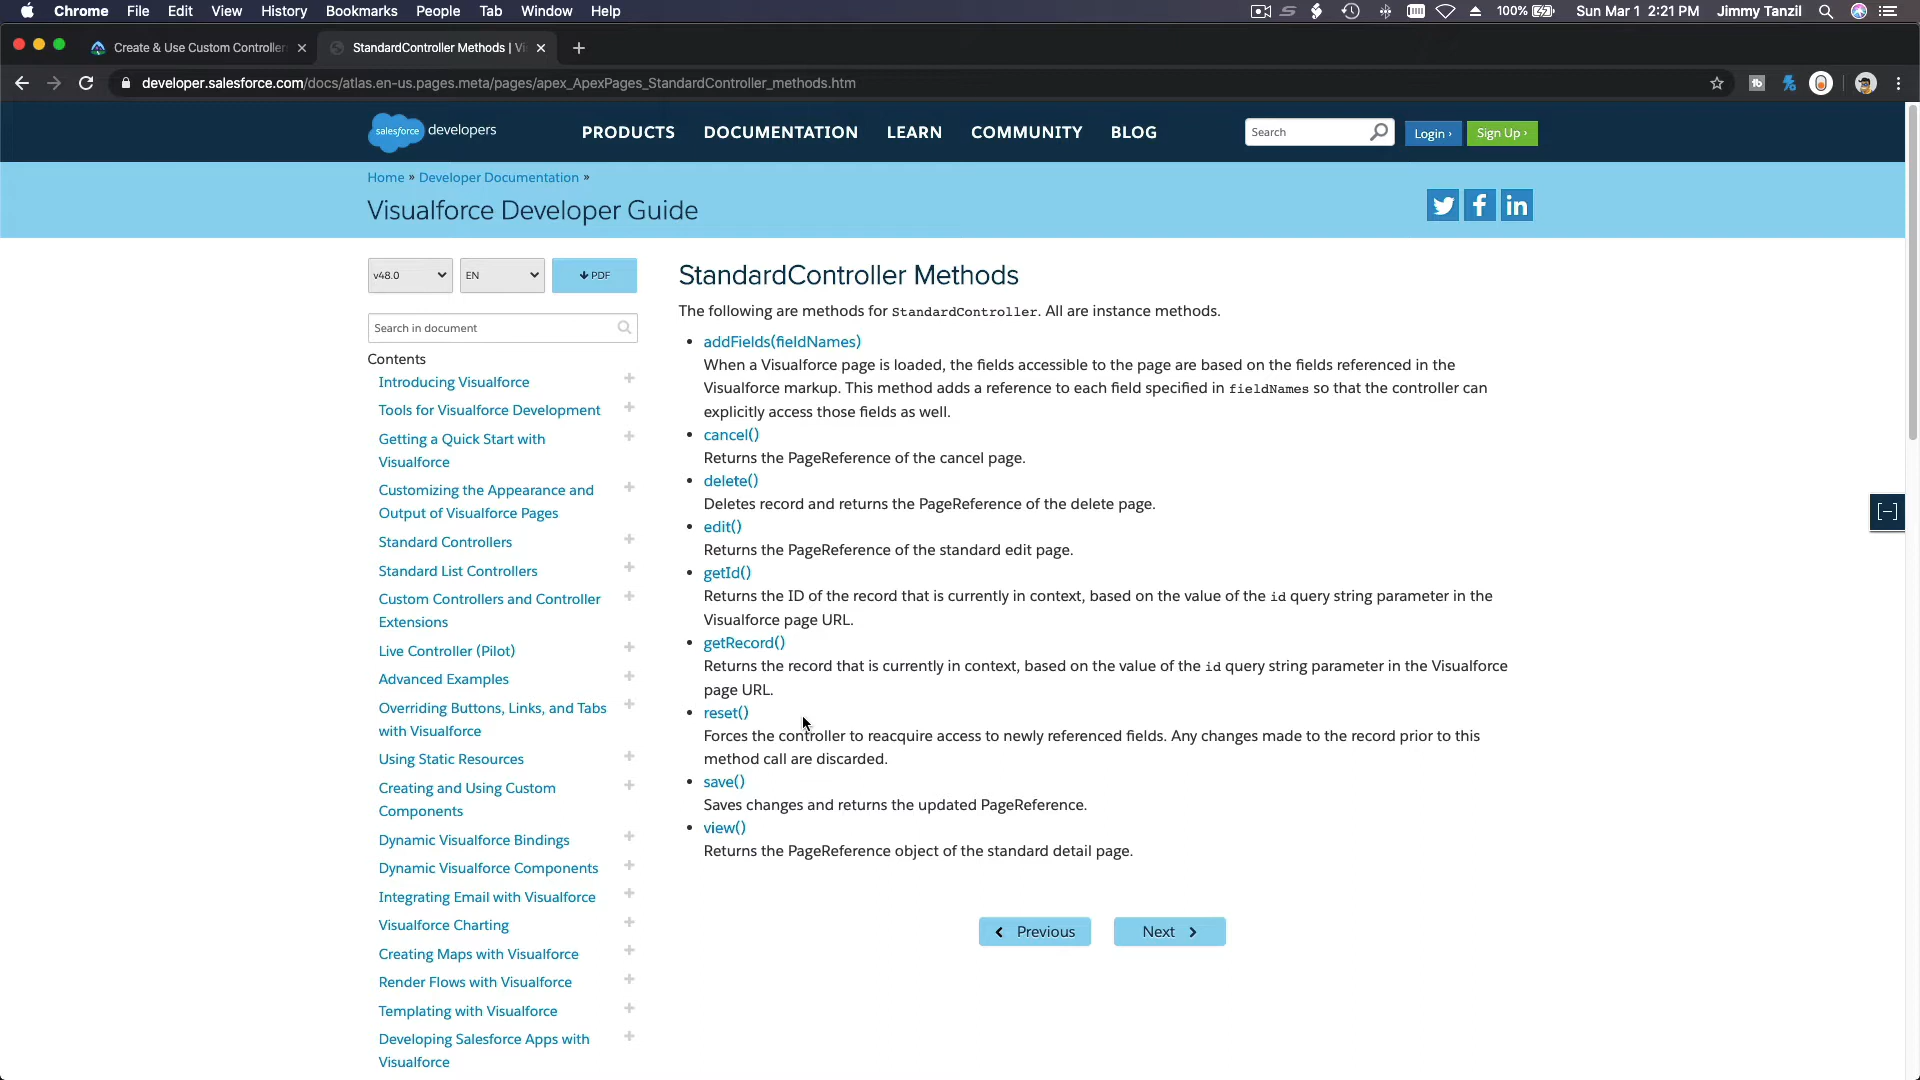 Chrome File Edit View History Bookmarks People Tab Window Help 100% Sun Mar 1 2:21 PM Jimmy Tanzil
Create & Use Custom Controller
StandardController Methods | Vi
developer.salesforce.com/docs/atlas.en-us.pages.meta/pages/apex_ApexPages_StandardController_methods.htm
salesforce developers PRODUCTS DOCUMENTATION LEARN COMMUNITY BLOG Search Login › Sign Up ›
Home » Developer Documentation »
Visualforce Developer Guide
v48.0 EN PDF
Search in document
Contents
Introducing Visualforce
Tools for Visualforce Development
Getting a Quick Start with
Visualforce
Customizing the Appearance and
Output of Visualforce Pages
Standard Controllers
Standard List Controllers
Custom Controllers and Controller
Extensions
Live Controller (Pilot)
Advanced Examples
Overriding Buttons, Links, and Tabs
with Visualforce
Using Static Resources
Creating and Using Custom
Components
Dynamic Visualforce Bindings
Dynamic Visualforce Components
Integrating Email with Visualforce
Visualforce Charting
Creating Maps with Visualforce
Render Flows with Visualforce
Templating with Visualforce
Developing Salesforce Apps with
Visualforce
StandardController Methods
The following are methods for StandardController. All are instance methods.
• addFields(fieldNames)
When a Visualforce page is loaded, the fields accessible to the page are based on the fields referenced in the
Visualforce markup. This method adds a reference to each field specified in fieldNames so that the controller can
explicitly access those fields as well.
• cancel()
Returns the PageReference of the cancel page.
• delete()
Deletes record and returns the PageReference of the delete page.
• edit()
Returns the PageReference of the standard edit page.
• getId()
Returns the ID of the record that is currently in context, based on the value of the id query string parameter in the
Visualforce page URL.
• getRecord()
Returns the record that is currently in context, based on the value of the id query string parameter in the Visualforce
page URL.
• reset()
Forces the controller to reacquire access to newly referenced fields. Any changes made to the record prior to this
method call are discarded.
• save()
Saves changes and returns the updated PageReference.
• view()
Returns the PageReference object of the standard detail page.
Previous Next
[−]